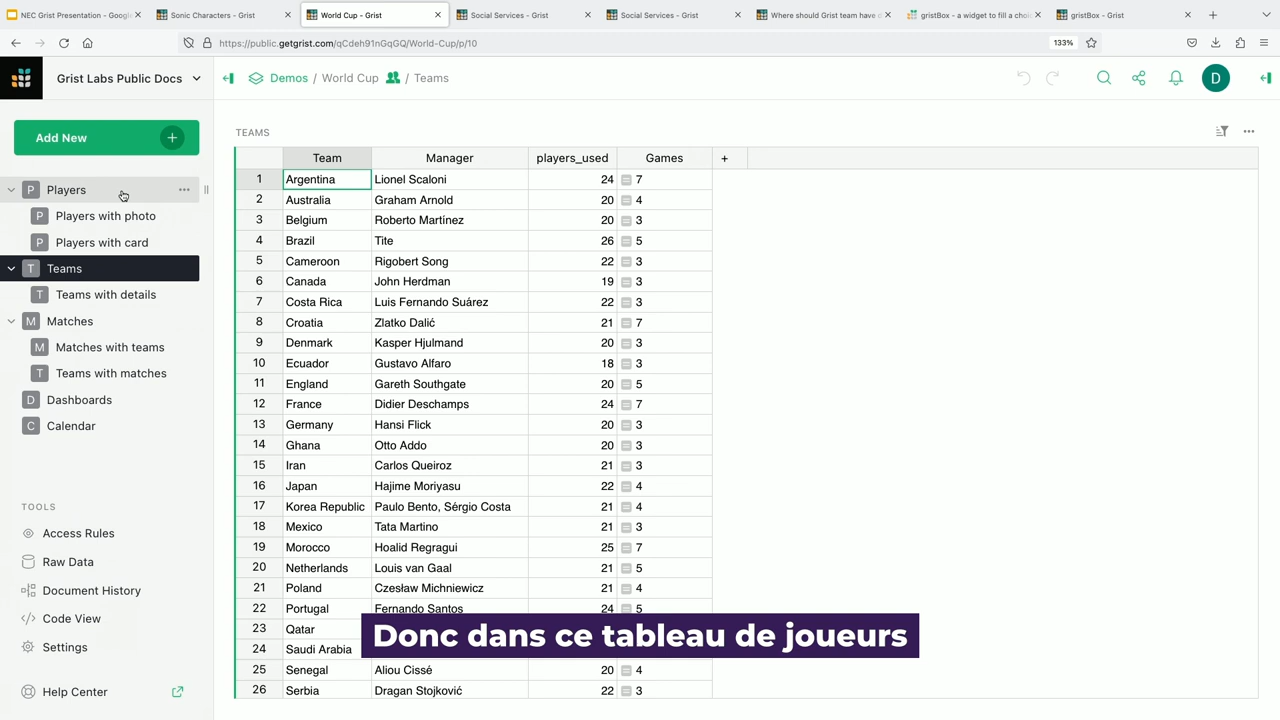 NEC Grist Presentation - Google
Sonic Characters - Grist
World Cup - Grist
Social Services - Grist
Social Services - Grist
Where should Grist team have d
gristBox - a widget to fill a choic
gristBox - Grist
https://public.getgrist.com/qCdeh91nGqGQ/World-Cup/p/10
133%
Grist Labs Public Docs
Demos / World Cup / Teams
D
Add New
P Players
P Players with photo
P Players with card
T Teams
T Teams with details
M Matches
M Matches with teams
T Teams with matches
D Dashboards
C Calendar
TOOLS
Access Rules
Raw Data
Document History
Code View
Settings
Help Center
TEAMS
Team Manager players_used Games +
1 Argentina Lionel Scaloni 24 = 7
2 Australia Graham Arnold 20 = 4
3 Belgium Roberto Martínez 20 = 3
4 Brazil Tite 26 = 5
5 Cameroon Rigobert Song 22 = 3
6 Canada John Herdman 19 = 3
7 Costa Rica Luis Fernando Suárez 22 = 3
8 Croatia Zlatko Dalić 21 = 7
9 Denmark Kasper Hjulmand 20 = 3
10 Ecuador Gustavo Alfaro 18 = 3
11 England Gareth Southgate 20 = 5
12 France Didier Deschamps 24 = 7
13 Germany Hansi Flick 20 = 3
14 Ghana Otto Addo 20 = 3
15 Iran Carlos Queiroz 21 = 3
16 Japan Hajime Moriyasu 22 = 4
17 Korea Republic Paulo Bento, Sérgio Costa 21 = 4
18 Mexico Tata Martino 21 = 3
19 Morocco Hoalid Regragui 25 = 7
20 Netherlands Louis van Gaal 21 = 5
21 Poland Czesław Michniewicz 21 = 4
22 Portugal Fernando Santos 24 = 5
23 Qatar
24 Saudi Arabia
25 Senegal Aliou Cissé 20 = 4
26 Serbia Dragan Stojković 22 = 3
Donc dans ce tableau de joueurs